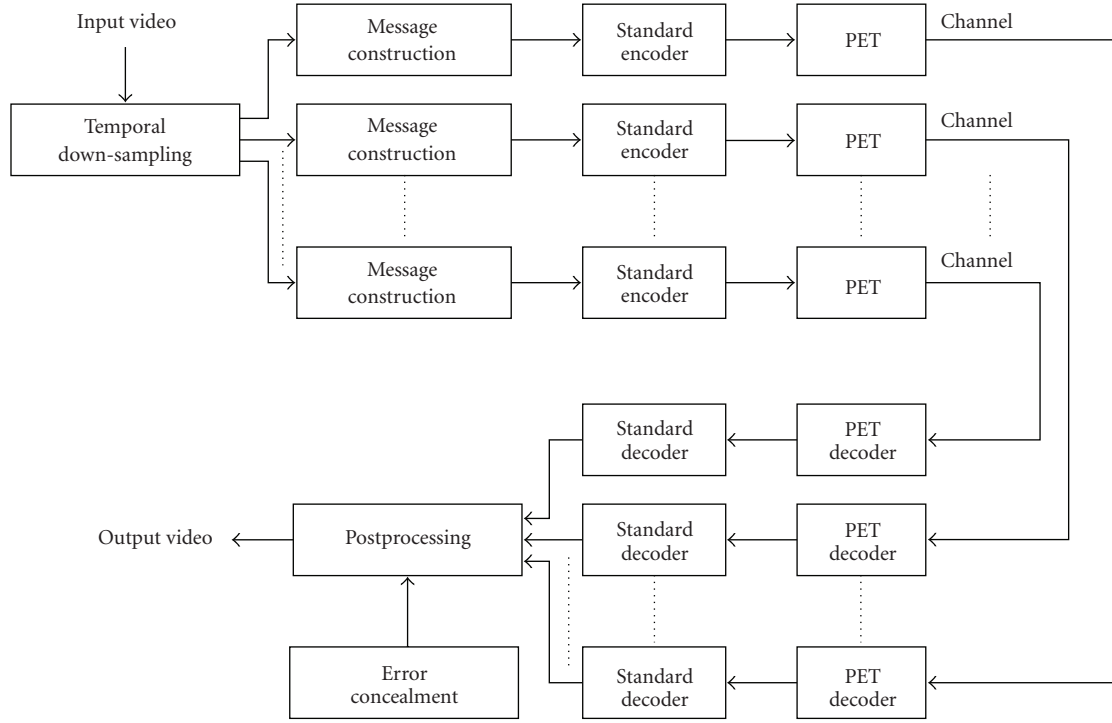 Input video
Temporal
down-sampling
Message
construction
Standard
encoder
PET
Channel
Message
construction
Standard
encoder
PET
Channel
Message
construction
Standard
encoder
PET
Channel
Standard
decoder
PET
decoder
Output video
Postprocessing
Standard
decoder
PET
decoder
Error
concealment
Standard
decoder
PET
decoder